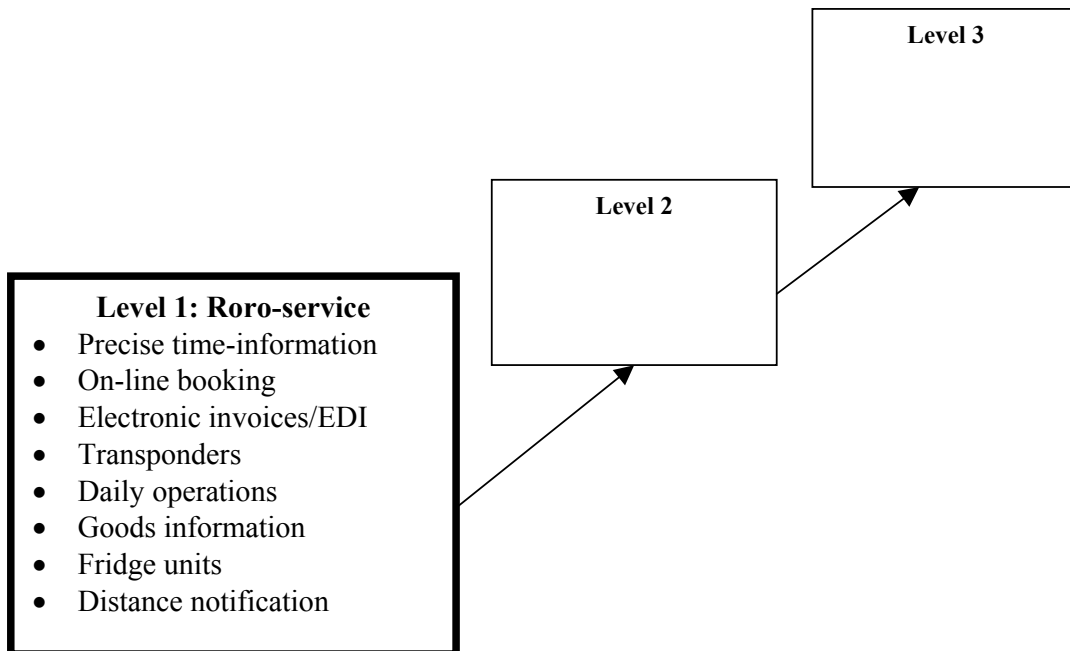 Level 3
Level 2
Level 1: Roro-service
• Precise time-information
• On-line booking
• Electronic invoices/EDI
• Transponders
• Daily operations
• Goods information
• Fridge units
• Distance notification